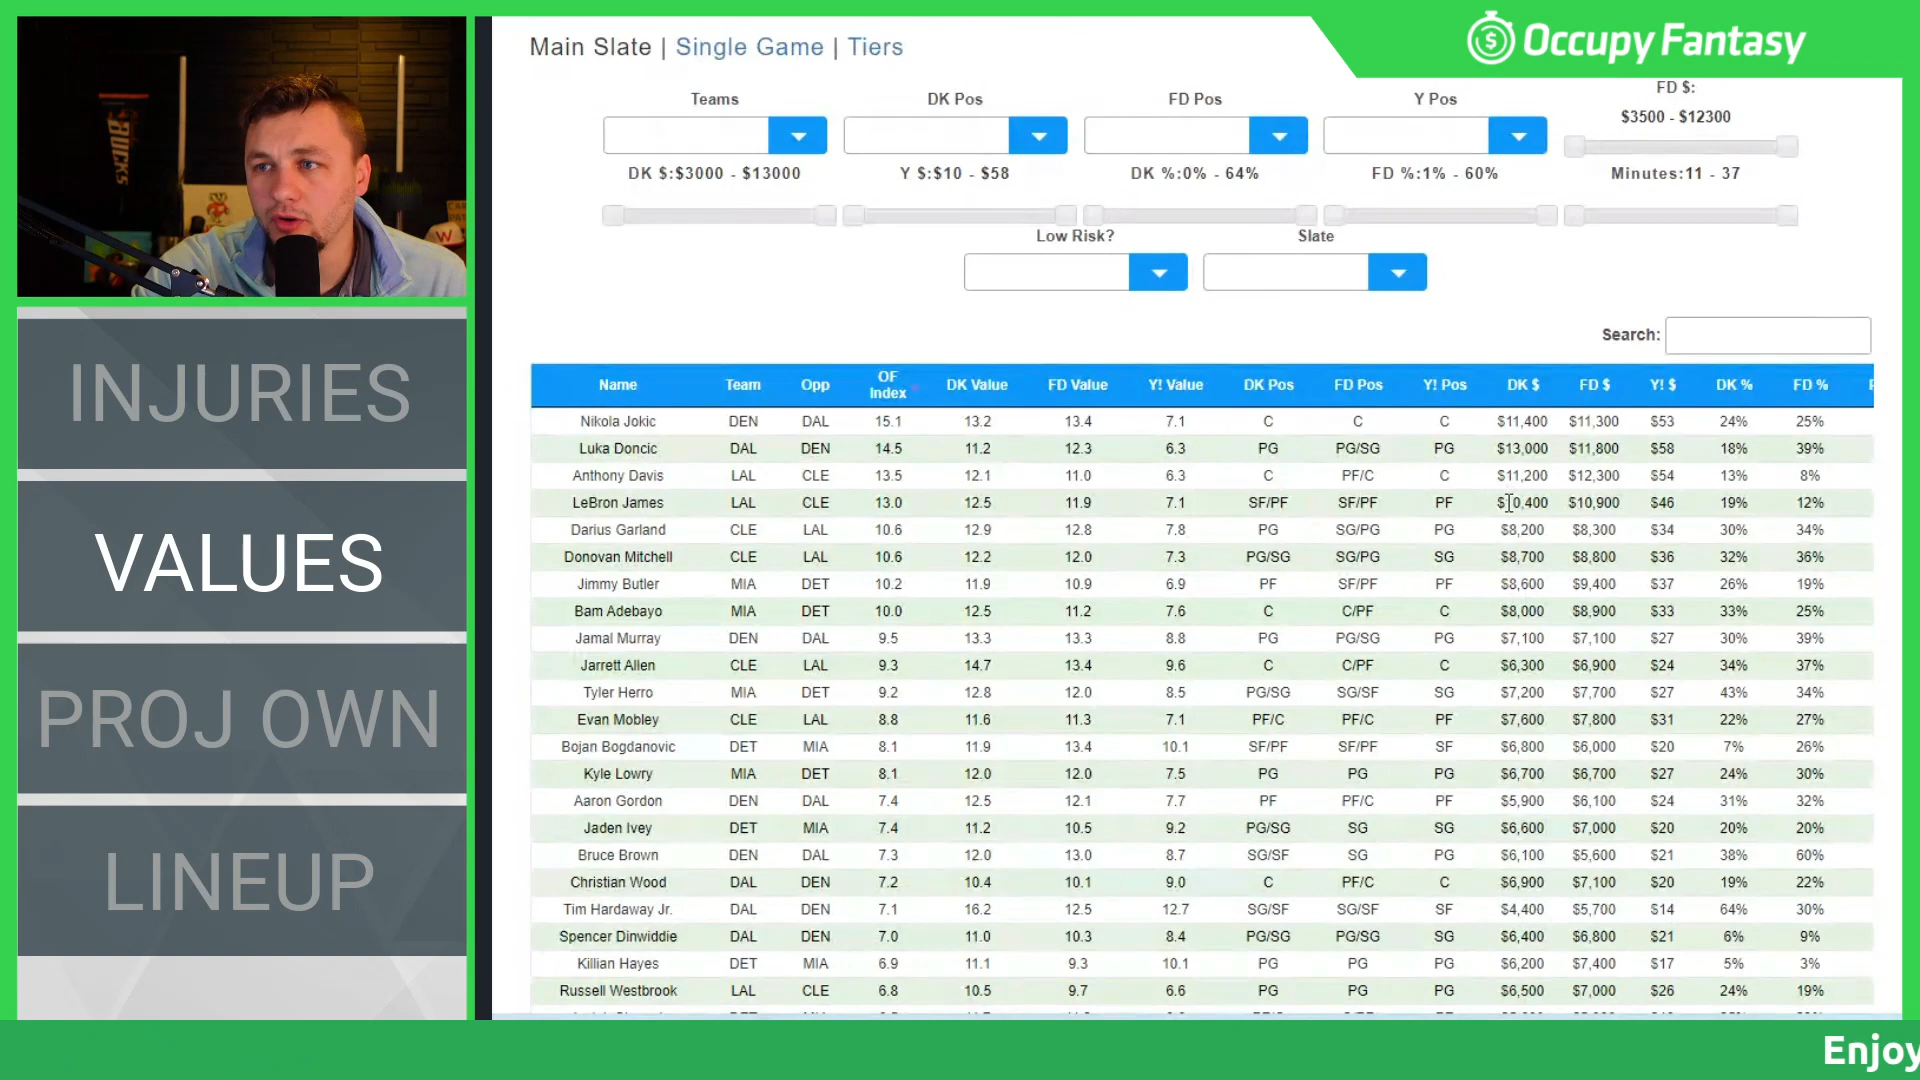 Main Slate | Single Game | Tiers
Occupy Fantasy
Teams DK Pos FD Pos Y Pos FD $:
$3500 - $12300
DK $:$3000 - $13000 Y $:$10 - $58 DK %:0% - 64% FD %:1% - 60% Minutes:11 - 37
Low Risk? Slate
Search:
BUCKS
W
INJURIES
VALUES
PROJ OWN
LINEUP
Name Team Opp OF Index DK Value FD Value Y! Value DK Pos FD Pos Y! Pos DK $ FD $ Y! $ DK % FD %
Nikola Jokic DEN DAL 15.1 13.2 13.4 7.1 C C C $11,400 $11,300 $53 24% 25%
Luka Doncic DAL DEN 14.5 11.2 12.3 6.3 PG PG/SG PG $13,000 $11,800 $58 18% 39%
Anthony Davis LAL CLE 13.5 12.1 11.0 6.3 C PF/C C $11,200 $12,300 $54 13% 8%
LeBron James LAL CLE 13.0 12.5 11.9 7.1 SF/PF SF/PF PF $10,400 $10,900 $46 19% 12%
Darius Garland CLE LAL 10.6 12.9 12.8 7.8 PG SG/PG PG $8,200 $8,300 $34 30% 34%
Donovan Mitchell CLE LAL 10.6 12.2 12.0 7.3 PG/SG SG/PG SG $8,700 $8,800 $36 32% 36%
Jimmy Butler MIA DET 10.2 11.9 10.9 6.9 PF SF/PF PF $8,600 $9,400 $37 26% 19%
Bam Adebayo MIA DET 10.0 12.5 11.2 7.6 C C/PF C $8,000 $8,900 $33 33% 25%
Jamal Murray DEN DAL 9.5 13.3 13.3 8.8 PG PG/SG PG $7,100 $7,100 $27 30% 39%
Jarrett Allen CLE LAL 9.3 14.7 13.4 9.6 C C/PF C $6,300 $6,900 $24 34% 37%
Tyler Herro MIA DET 9.2 12.8 12.0 8.5 PG/SG SG/SF SG $7,200 $7,700 $27 43% 34%
Evan Mobley CLE LAL 8.8 11.6 11.3 7.1 PF/C PF/C PF $7,600 $7,800 $31 22% 27%
Bojan Bogdanovic DET MIA 8.1 11.9 13.4 10.1 SF/PF SF/PF SF $6,800 $6,000 $20 7% 26%
Kyle Lowry MIA DET 8.1 12.0 12.0 7.5 PG PG PG $6,700 $6,700 $27 24% 30%
Aaron Gordon DEN DAL 7.4 12.5 12.1 7.7 PF PF/C PF $5,900 $6,100 $24 31% 32%
Jaden Ivey DET MIA 7.4 11.2 10.5 9.2 PG/SG SG SG $6,600 $7,000 $20 20% 20%
Bruce Brown DEN DAL 7.3 12.0 13.0 8.7 SG/SF SG PG $6,100 $5,600 $21 38% 60%
Christian Wood DAL DEN 7.2 10.4 10.1 9.0 C PF/C C $6,900 $7,100 $20 19% 22%
Tim Hardaway Jr. DAL DEN 7.1 16.2 12.5 12.7 SG/SF SG/SF SF $4,400 $5,700 $14 64% 30%
Spencer Dinwiddie DAL DEN 7.0 11.0 10.3 8.4 PG/SG PG/SG SG $6,400 $6,800 $21 6% 9%
Killian Hayes DET MIA 6.9 11.1 9.3 10.1 PG PG PG $6,200 $7,400 $17 5% 3%
Russell Westbrook LAL CLE 6.8 10.5 9.7 6.6 PG PG PG $6,500 $7,000 $26 24% 19%
Enjoy